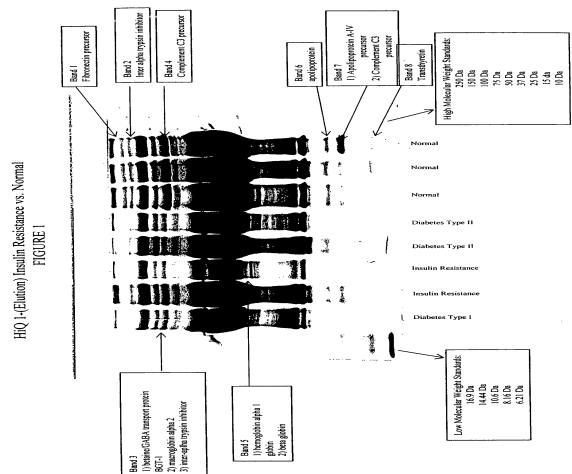 HiQ 1-(Elution) Insulin Resistance vs. Normal
FIGURE 1
Band 1
Fibronectin precursor
Band 2
inter alpha trypsin inhibitor
Band 4
Complement C3 precursor
Band 6
apolipoprotein
Band 7
1) Apolipoprotein A-IV
precursor
2) Complement C3
precursor
Band 8
Transthyretin
High Molecular Weight Standards:
250 Da
150 Da
100 Da
75 Da
50 Da
37 Da
25 Da
15 da
10 Da
Normal
Normal
Normal
Diabetes Type II
Diabetes Type II
Insulin Resistance
Insulin Resistance
Diabetes Type I
Band 3
1) betaine/GABA transport protein
BGT-1
2) macroglobin alpha 2
3) inter-aplha trypsin inhibitor
Band 5
1) hemoglobin alpha 1
globin
2) beta globin
Low Molecular Weight Standards:
16.9 Da
14.44 Da
10.6 Da
8.16 Da
6.21 Da